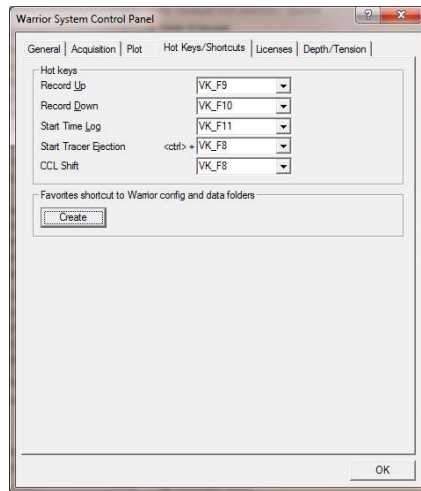 Warrior System Control Panel
General Acquisition Plot Hot Keys/Shortcuts Licenses Depth/Tension
Hot keys
Record Up VK_F9
Record Down VK_F10
Start Time Log VK_F11
Start Tracer Ejection <ctrl> + VK_F8
CCL Shift VK_F8
Favorites shortcut to Warrior config and data folders
Create
OK